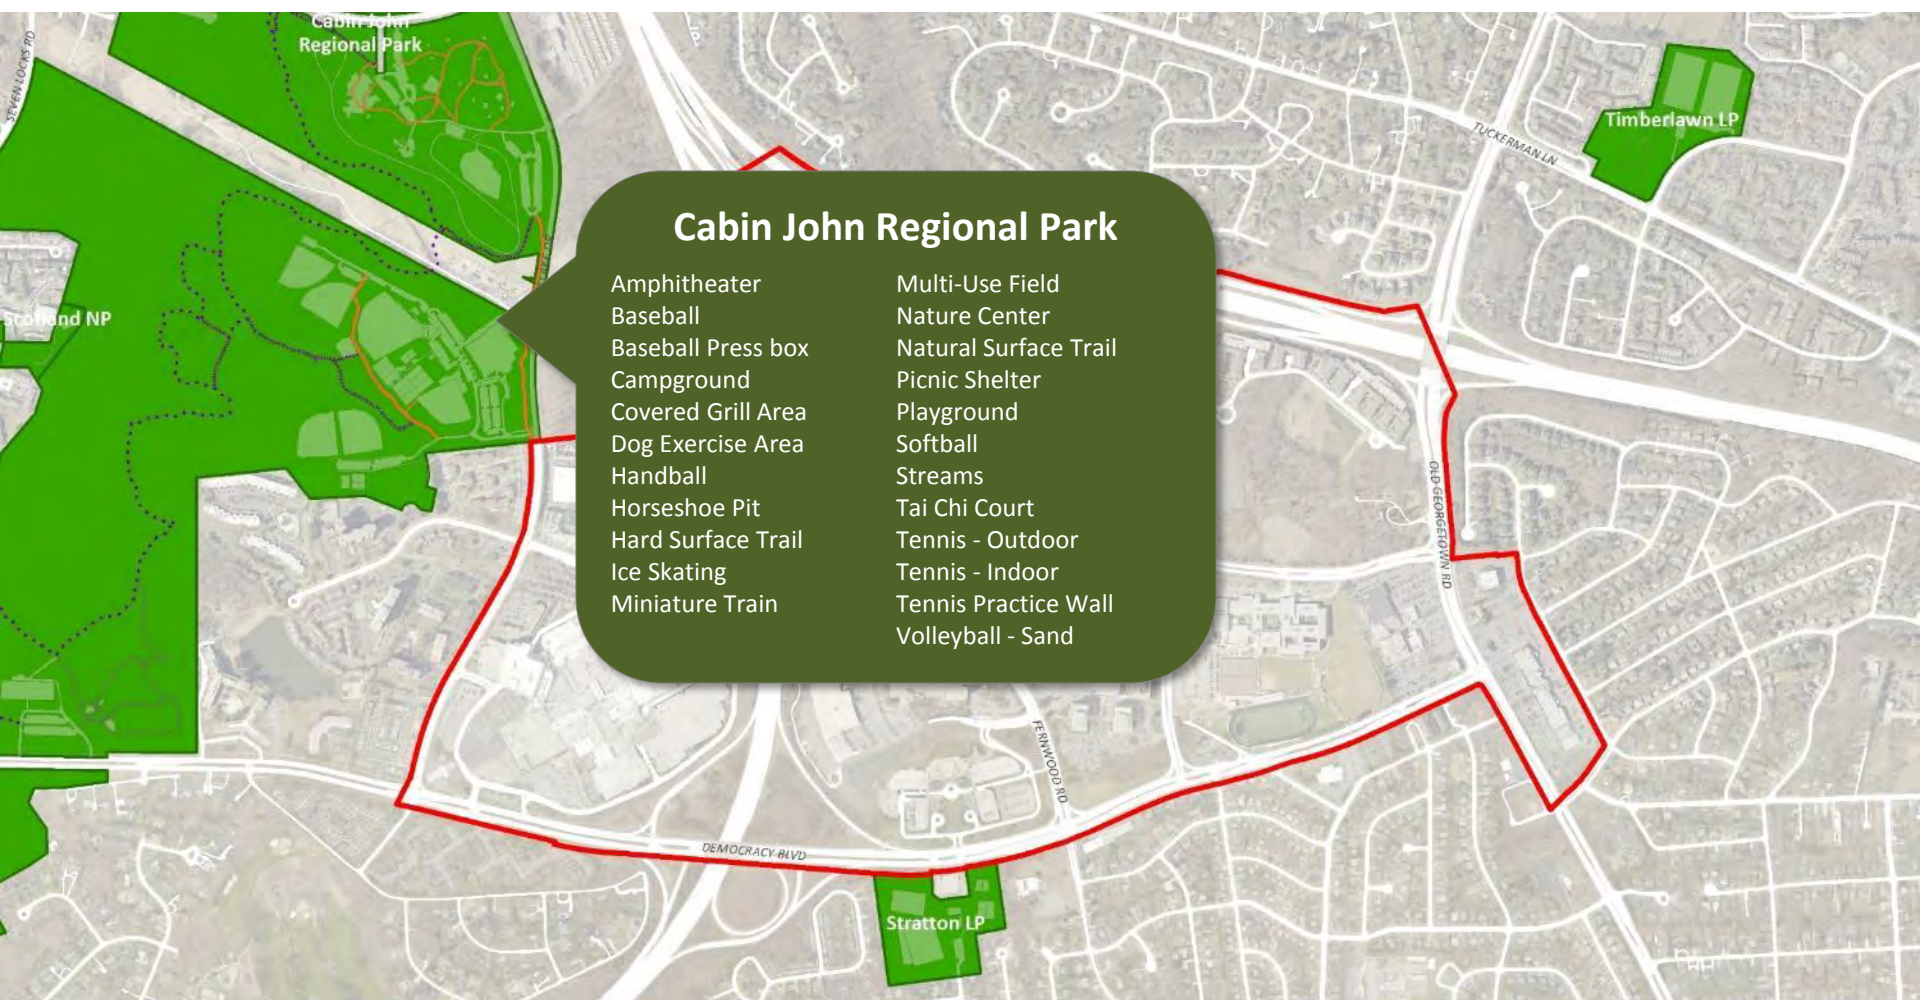 Cabin John
Regional Park
SEVEN LOCKS RD
Timberlawn LP
TUCKERMAN LN
Cabin John Regional Park
Amphitheater
Baseball
Baseball Press box
Campground
Covered Grill Area
Dog Exercise Area
Handball
Horseshoe Pit
Hard Surface Trail
Ice Skating
Miniature Train
Multi-Use Field
Nature Center
Natural Surface Trail
Picnic Shelter
Playground
Softball
Streams
Tai Chi Court
Tennis - Outdoor
Tennis - Indoor
Tennis Practice Wall
Volleyball - Sand
Scotland NP
OLD GEORGETOWN RD
FERNWOOD RD
DEMOCRACY BLVD
Stratton LP